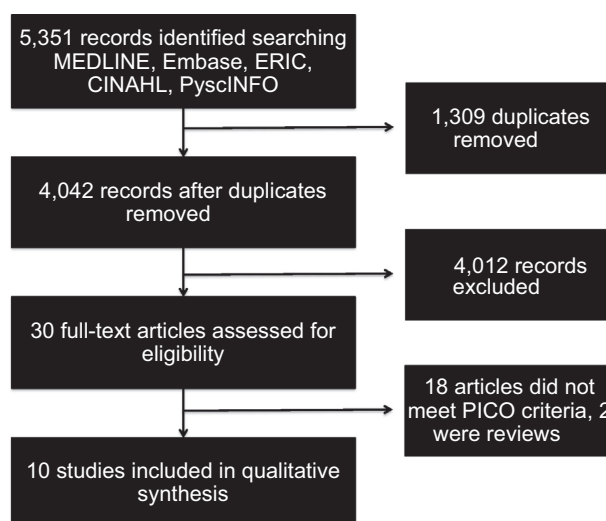 5,351 records identified searching
MEDLINE, Embase, ERIC,
CINAHL, PyscINFO
1,309 duplicates
removed
4,042 records after duplicates
removed
4,012 records
excluded
30 full-text articles assessed for
eligibility
18 articles did not
meet PICO criteria, 2
were reviews
10 studies included in qualitative
synthesis